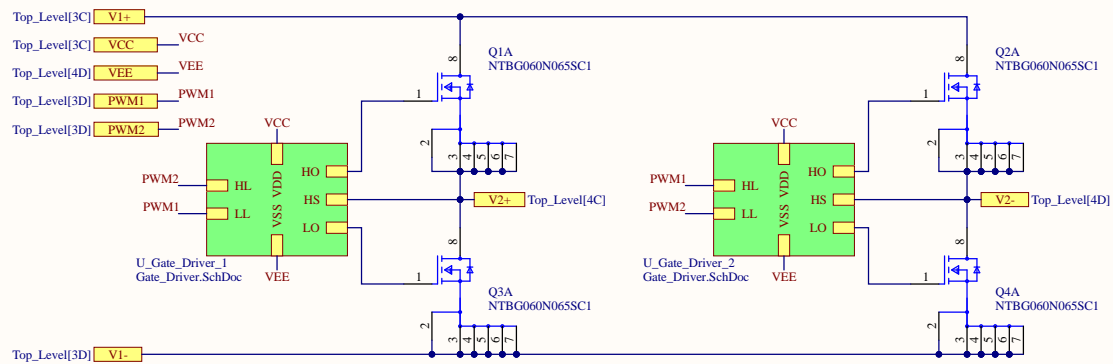 Top_Level[3C] V1+
Top_Level[3C] VCC VCC
Top_Level[4D] VEE VEE
Top_Level[3D] PWM1 PWM1
Top_Level[3D] PWM2 PWM2
8
Q1A
NTBG060N065SC1
1
2
3
4
5
6
7
VCC
VDD
HO
PWM2 HL
HS
PWM1 LL
VSS
LO
VEE
U_Gate_Driver_1
Gate_Driver.SchDoc
V2+ Top_Level[4C]
8
1
Q3A
NTBG060N065SC1
2
3
4
5
6
7
8
Q2A
NTBG060N065SC1
1
2
3
4
5
6
7
VCC
VDD
HO
PWM1 HL
HS
PWM2 LL
VSS
LO
VEE
U_Gate_Driver_2
Gate_Driver.SchDoc
V2- Top_Level[4D]
8
1
Q4A
NTBG060N065SC1
2
3
4
5
6
7
Top_Level[3D] V1-